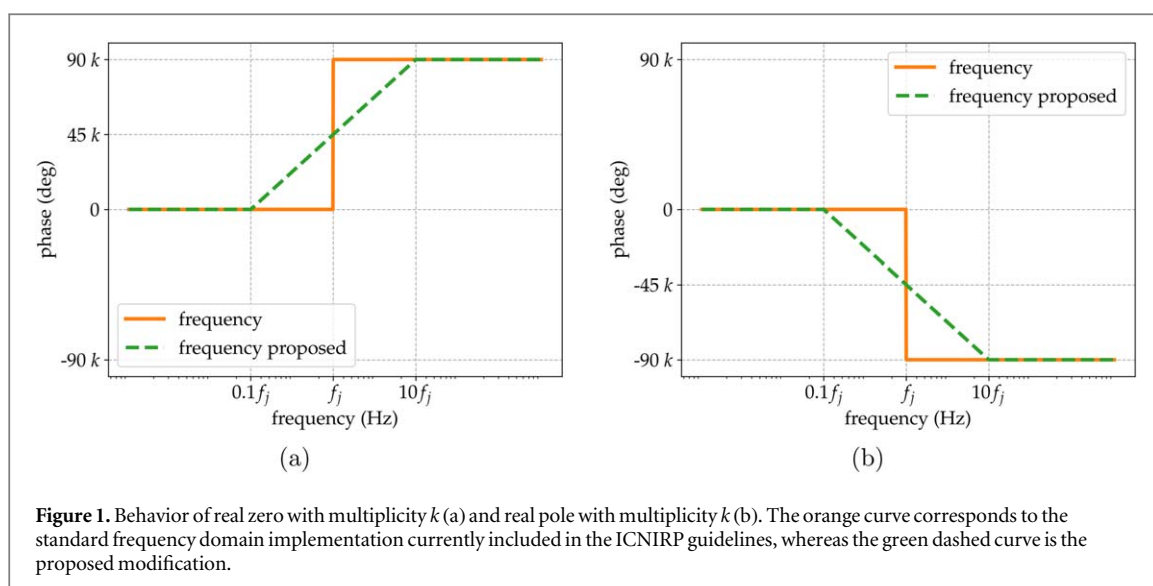 90 k
45 k
0
-90 k
phase (deg)
frequency
frequency proposed
0.1f_j
f_j
10f_j
frequency (Hz)
(a)
90 k
0
-45 k
-90 k
phase (deg)
frequency
frequency proposed
0.1f_j
f_j
10f_j
frequency (Hz)
(b)
Figure 1. Behavior of real zero with multiplicity k (a) and real pole with multiplicity k (b). The orange curve corresponds to the
standard frequency domain implementation currently included in the ICNIRP guidelines, whereas the green dashed curve is the
proposed modification.